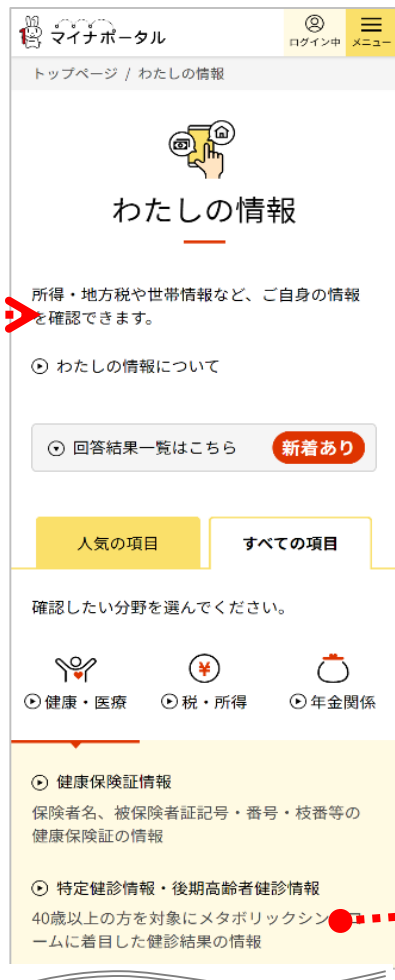 マイナポータル
ログイン中
メニュー
トップページ / わたしの情報
わたしの情報
所得・地方税や世帯情報など、ご自身の情報
を確認できます。
わたしの情報について
回答結果一覧はこちら
新着あり
人気の項目
すべての項目
確認したい分野を選んでください。
健康・医療
税・所得
年金関係
健康保険証情報
保険者名、被保険者証記号・番号・枝番等の
健康保険証の情報
特定健診情報・後期高齢者健診情報
40歳以上の方を対象にメタボリックシン
ームに着目した健診結果の情報